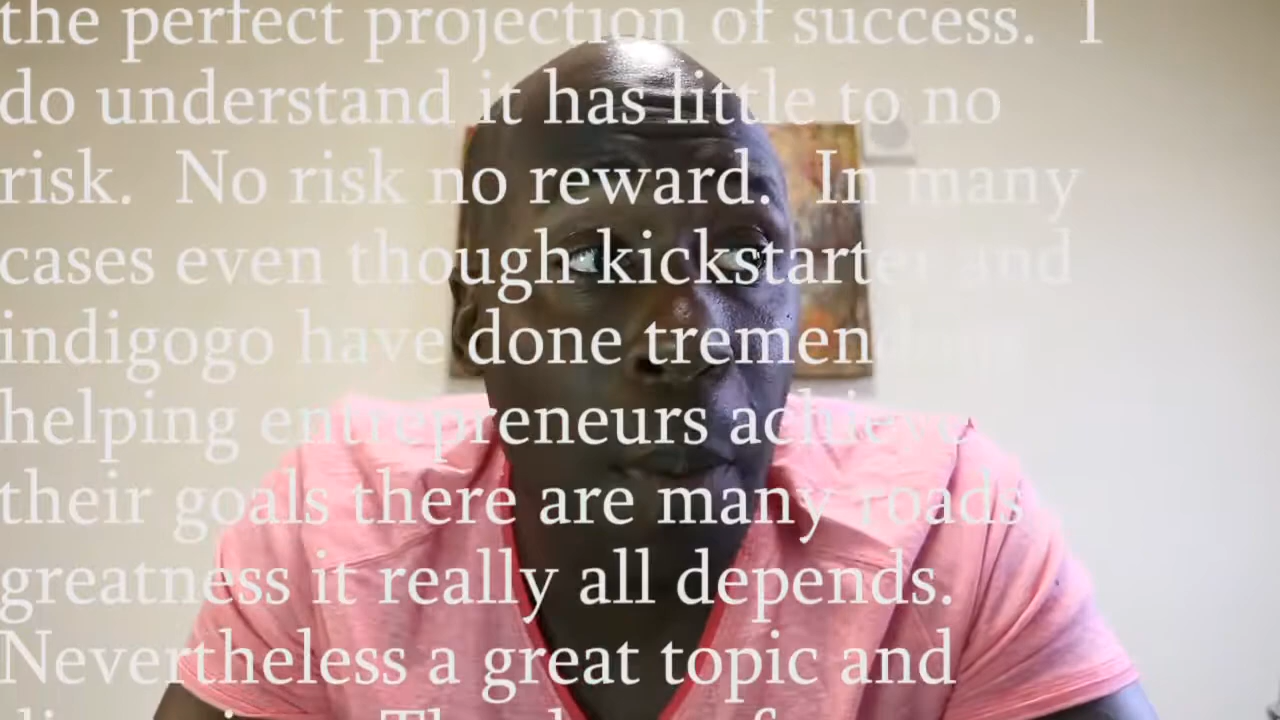 the perfect projection of success.  I
do understand it has little to no
risk.  No risk no reward.  In many
cases even though kickstarter and
indigogo have done tremendous
helping entrepreneurs achieve
their goals there are many roads
greatness it really all depends.
Nevertheless a great topic and